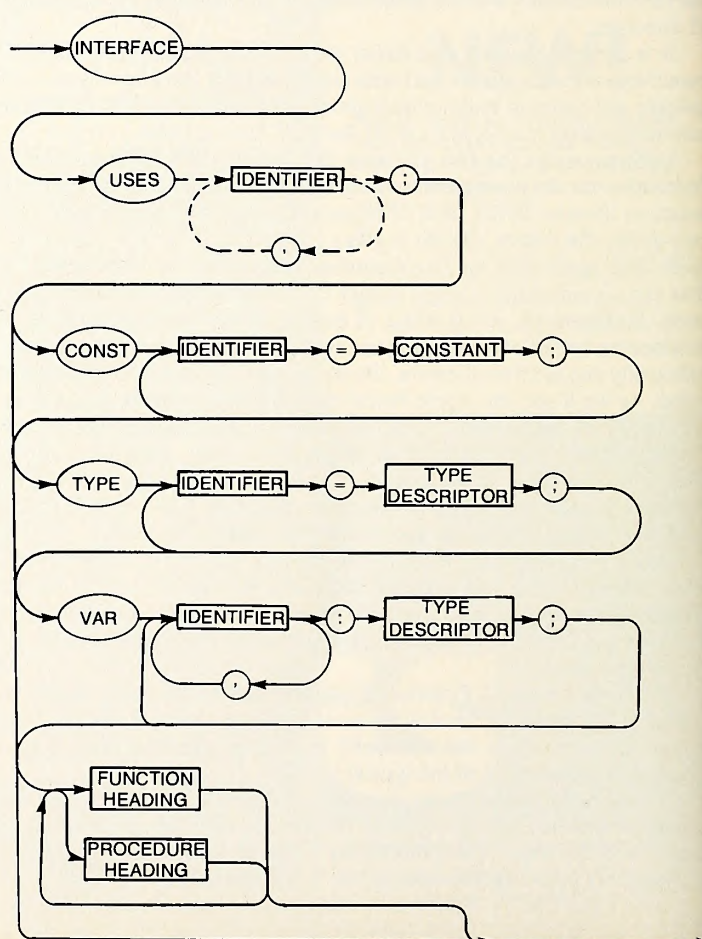 INTERFACE
USES IDENTIFIER ;
,
CONST IDENTIFIER = CONSTANT ;
TYPE IDENTIFIER = TYPE DESCRIPTOR ;
VAR IDENTIFIER : TYPE DESCRIPTOR ;
,
FUNCTION
HEADING
PROCEDURE
HEADING